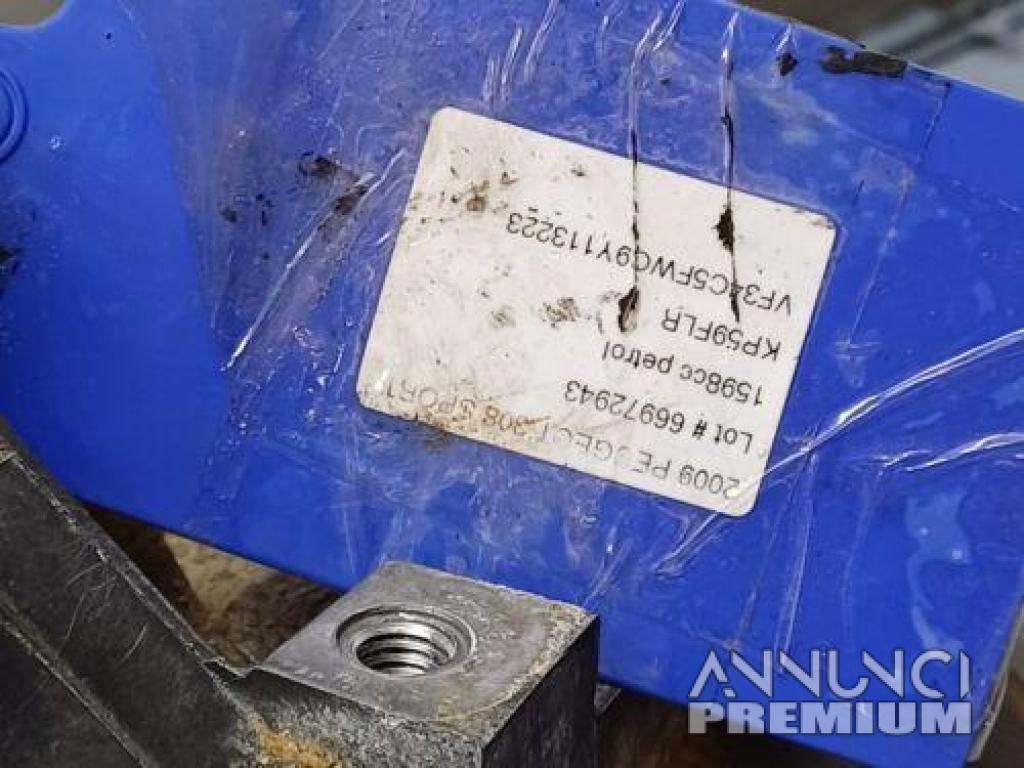 2009 PEUGEOT 308 SPORT
Lot # 66972943
1598cc petrol
KP59FLR
VF34C5FWC9Y113223
ANNUNCI
PREMIUM